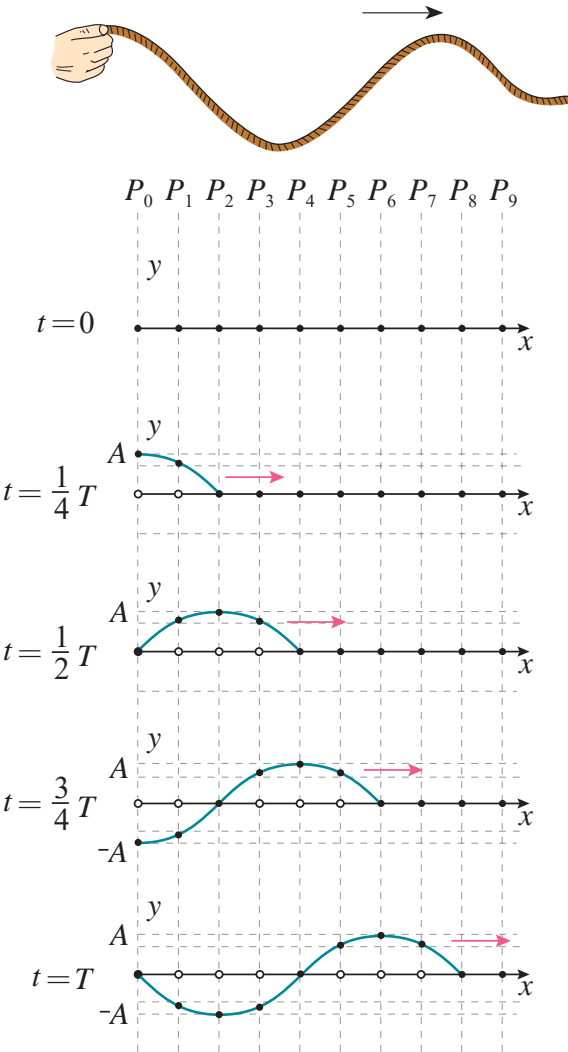 P₀ P₁ P₂ P₃ P₄ P₅ P₆ P₇ P₈ P₉
y
t = 0
x
y
A
t = 1/4 T
x
y
A
t = 1/2 T
x
y
A
t = 3/4 T
x
-A
y
A
t = T
x
-A